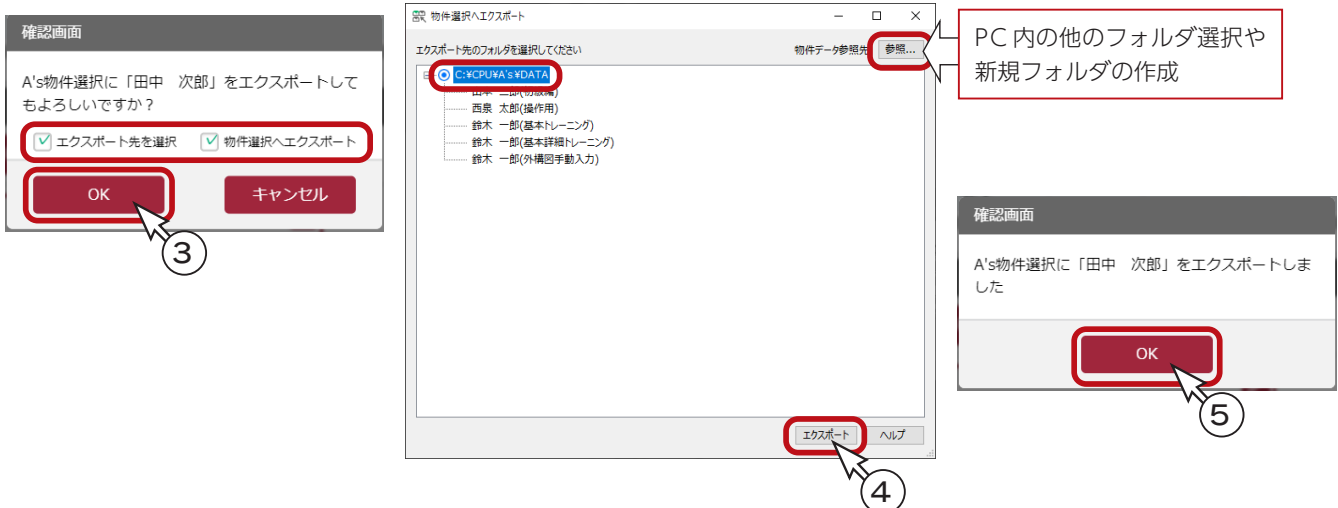 確認画面
A's物件選択に「田中　次郎」をエクスポートして
もよろしいですか？
エクスポート先を選択　物件選択へエクスポート
OK　キャンセル
③
物件選択へエクスポート
エクスポート先のフォルダを選択してください　物件データ参照先　参照...
C:¥CPU¥A's¥DATA
西泉 太郎(操作用)
鈴木 一郎(基本トレーニング)
鈴木 一郎(基本詳細トレーニング)
鈴木 一郎(外構図手動入力)
エクスポート　ヘルプ
④
PC 内の他のフォルダ選択や
新規フォルダの作成
確認画面
A's物件選択に「田中　次郎」をエクスポートしま
した
OK
⑤